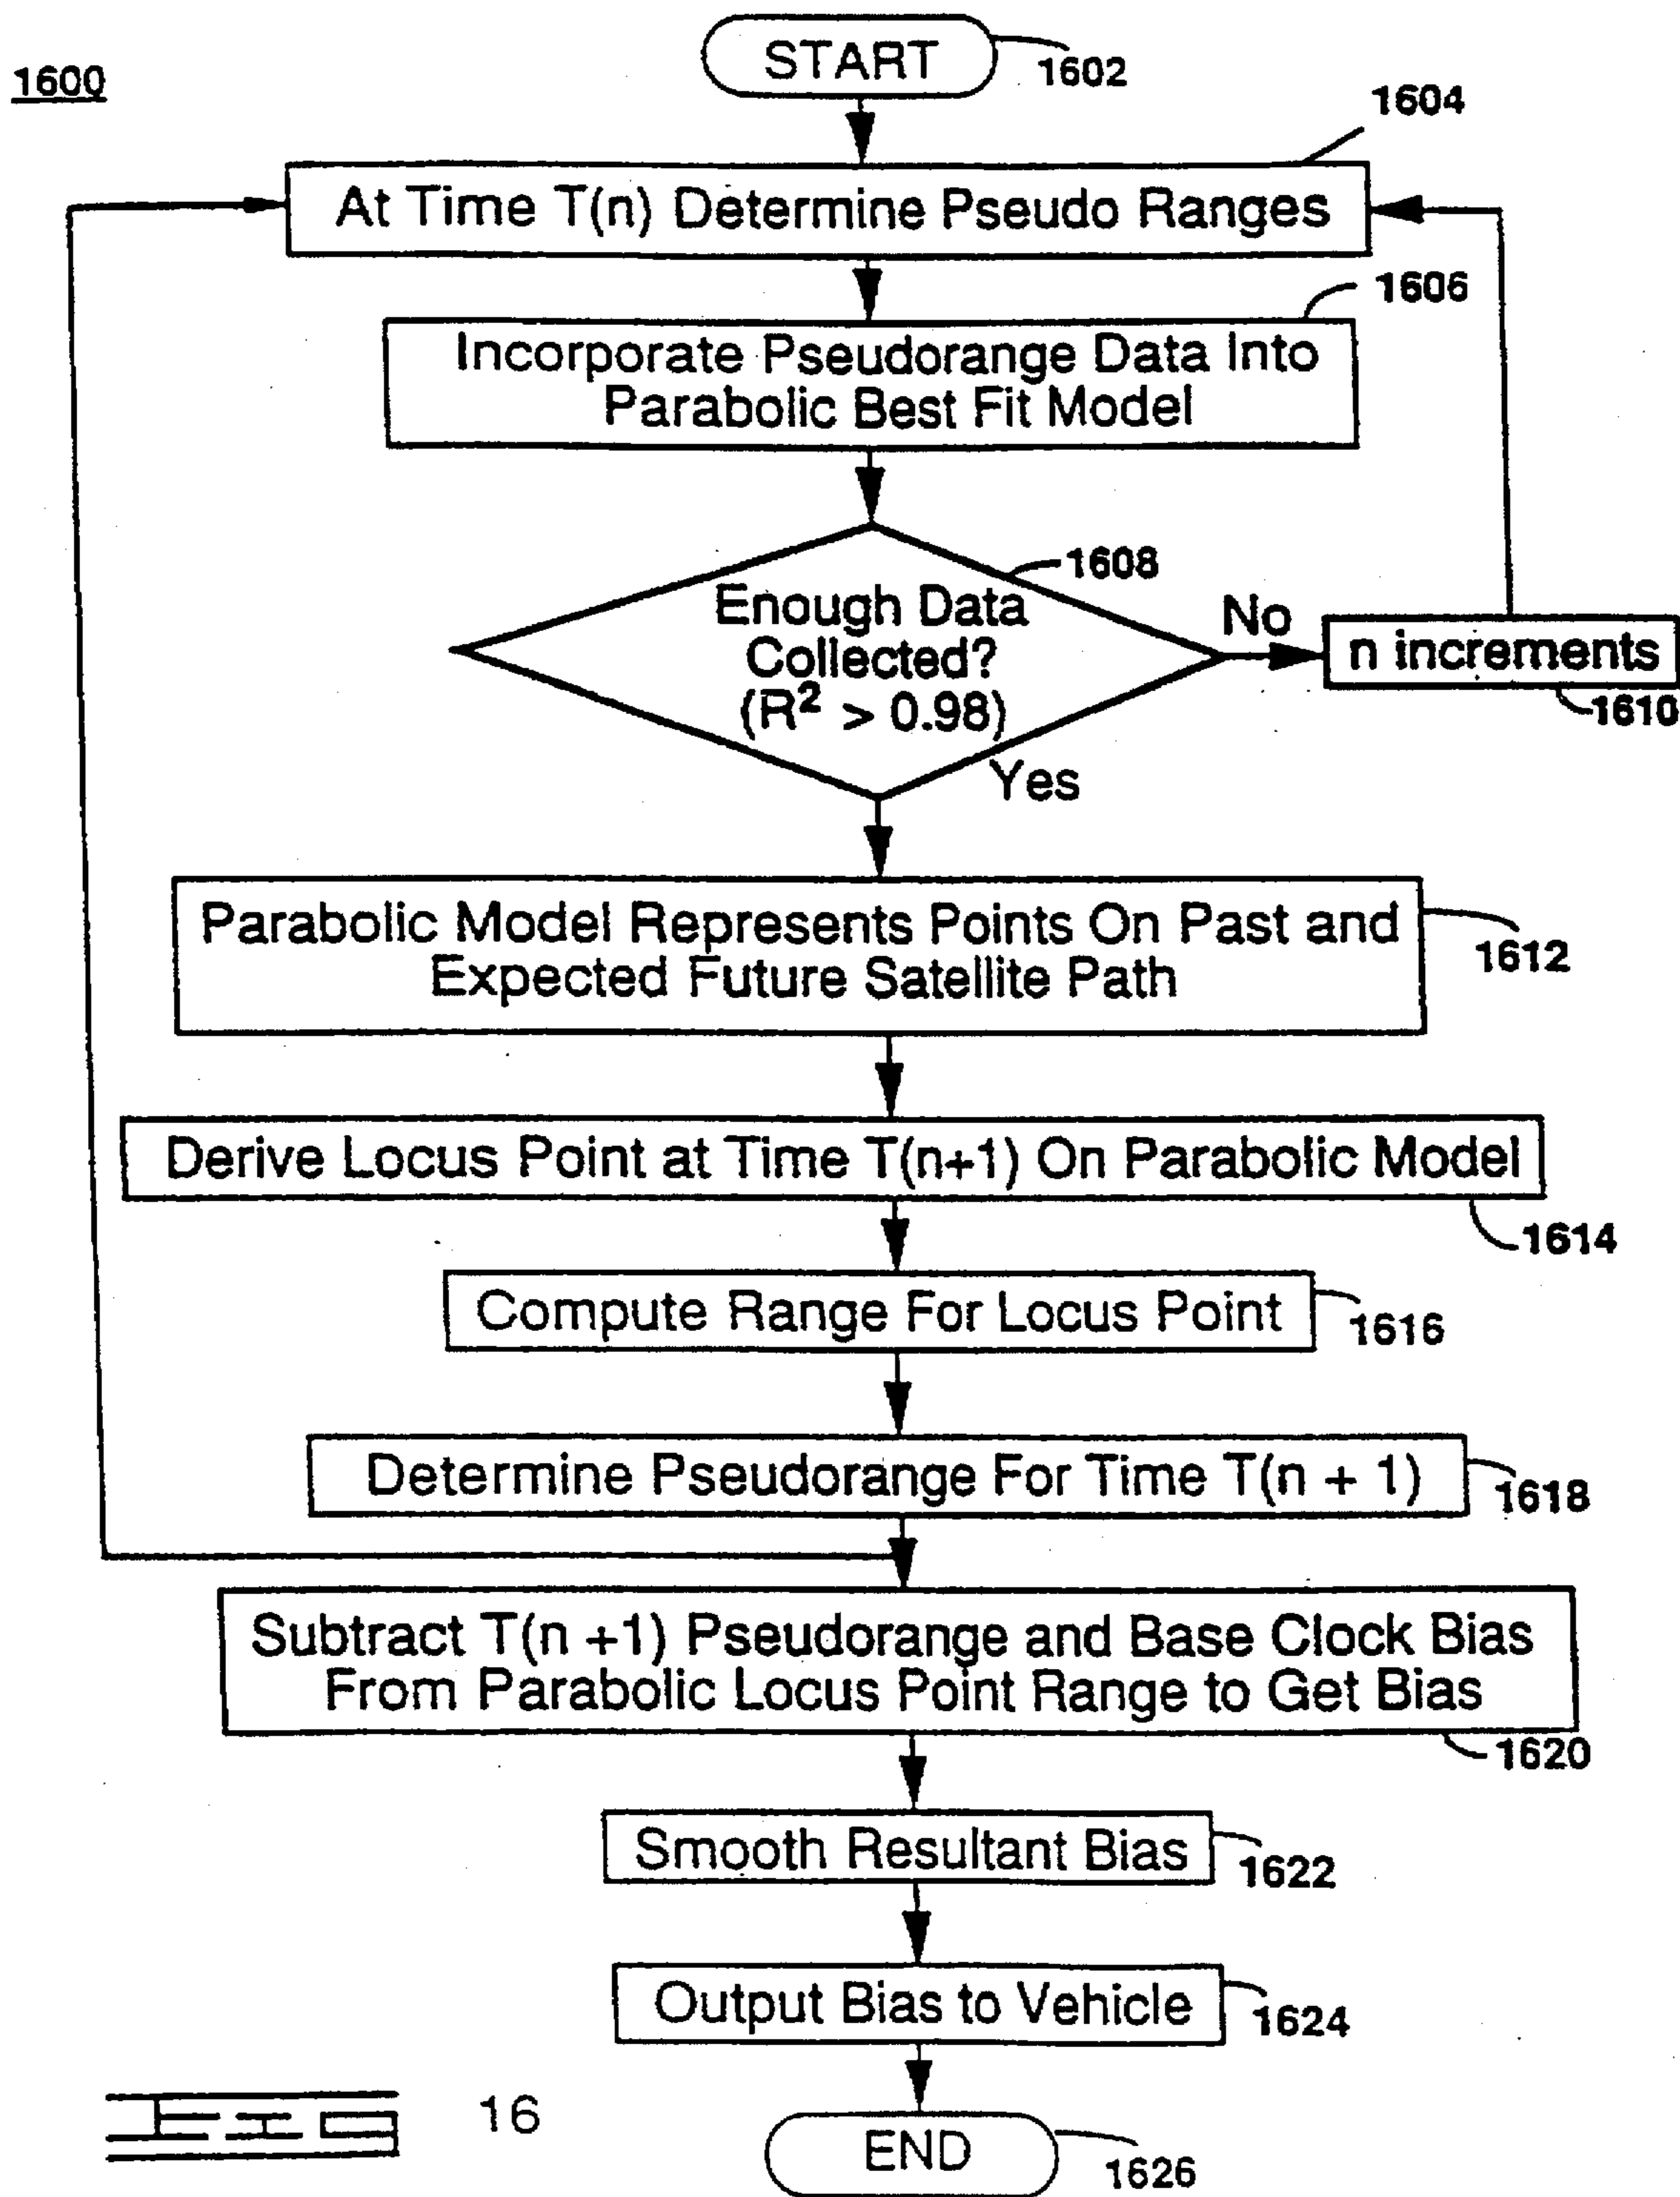 START
1602
1600
1604
At Time T(n) Determine Pseudo Ranges
1606
Incorporate Pseudorange Data Into
Parabolic Best Fit Model
1608
Enough Data
Collected?
(R² > 0.98)
No
n increments
1610
Yes
Parabolic Model Represents Points On Past and
Expected Future Satellite Path
1612
Derive Locus Point at Time T(n+1) On Parabolic Model
1614
Compute Range For Locus Point
1616
Determine Pseudorange For Time T(n + 1)
1618
Subtract T(n +1) Pseudorange and Base Clock Bias
From Parabolic Locus Point Range to Get Bias
1620
Smooth Resultant Bias
1622
Output Bias to Vehicle
1624
FIG 16
END
1626